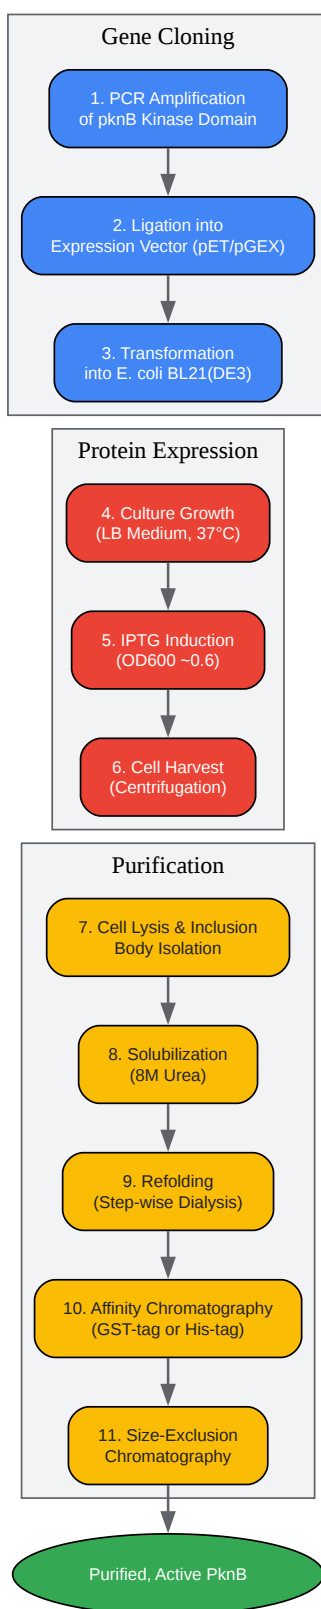 Gene Cloning
1. PCR Amplification
of pknB Kinase Domain
2. Ligation into
Expression Vector (pET/pGEX)
3. Transformation
into E. coli BL21(DE3)
Protein Expression
4. Culture Growth
(LB Medium, 37°C)
5. IPTG Induction
(OD600 ~0.6)
6. Cell Harvest
(Centrifugation)
Purification
7. Cell Lysis & Inclusion
Body Isolation
8. Solubilization
(8M Urea)
9. Refolding
(Step-wise Dialysis)
10. Affinity Chromatography
(GST-tag or His-tag)
11. Size-Exclusion
Chromatography
Purified, Active PknB